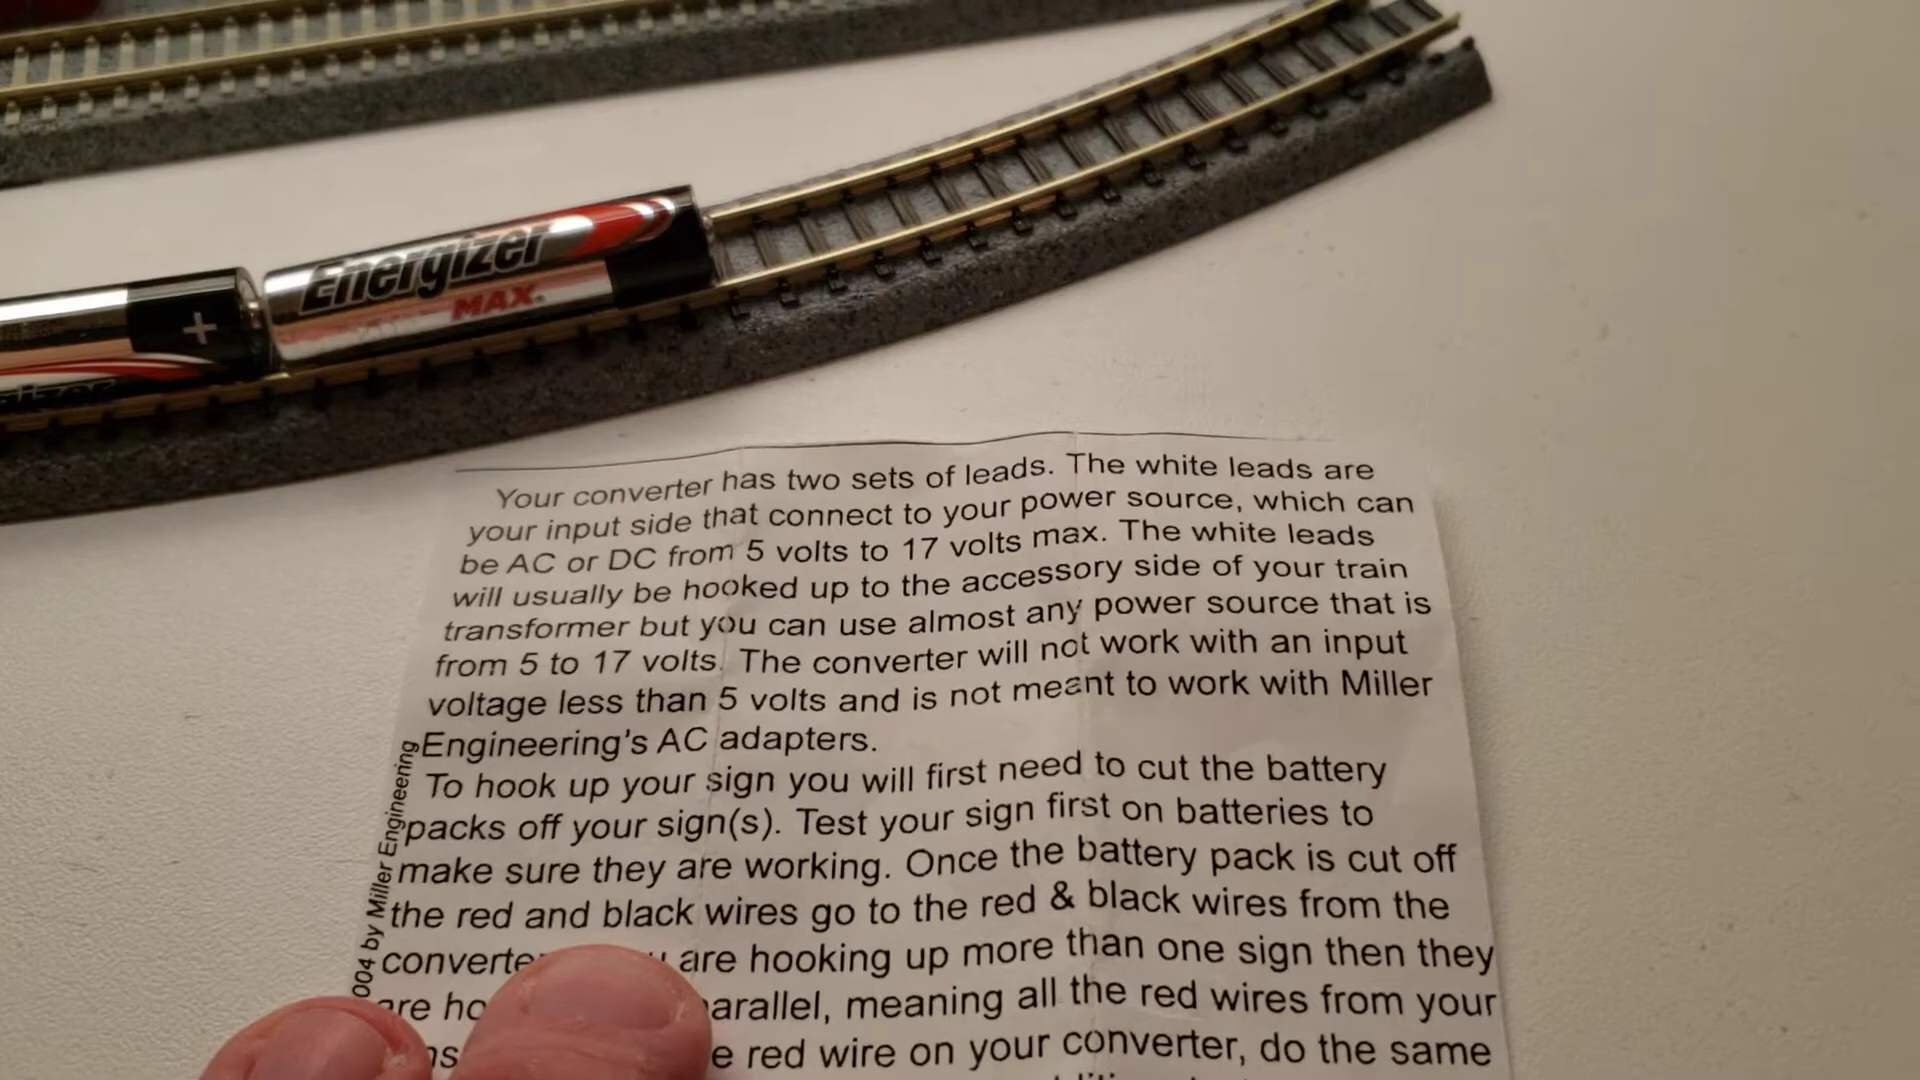 Energizer
MAX.
+
Your converter has two sets of leads. The white leads are
your input side that connect to your power source, which can
be AC or DC from 5 volts to 17 volts max. The white leads
will usually be hooked up to the accessory side of your train
transformer but you can use almost any power source that is
from 5 to 17 volts. The converter will not work with an input
voltage less than 5 volts and is not meant to work with Miller
Engineering's AC adapters.
To hook up your sign you will first need to cut the battery
packs off your sign(s). Test your sign first on batteries to
make sure they are working. Once the battery pack is cut off
the red and black wires go to the red & black wires from the
are hooking up more than one sign then they
are meaning all the red wires from your
red wire on your converter, do the same
004 by Miller Engineering